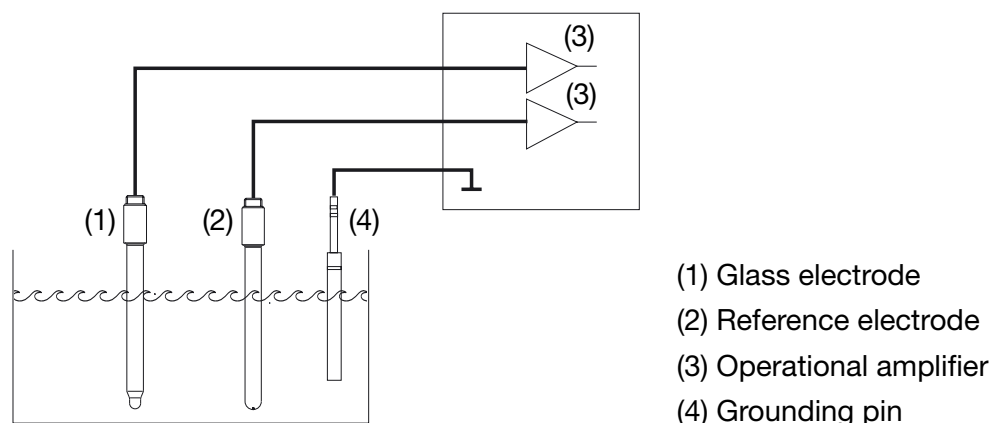 (3)
(3)
(1)
(2)
(4)
(1) Glass electrode
(2) Reference electrode
(3) Operational amplifier
(4) Grounding pin